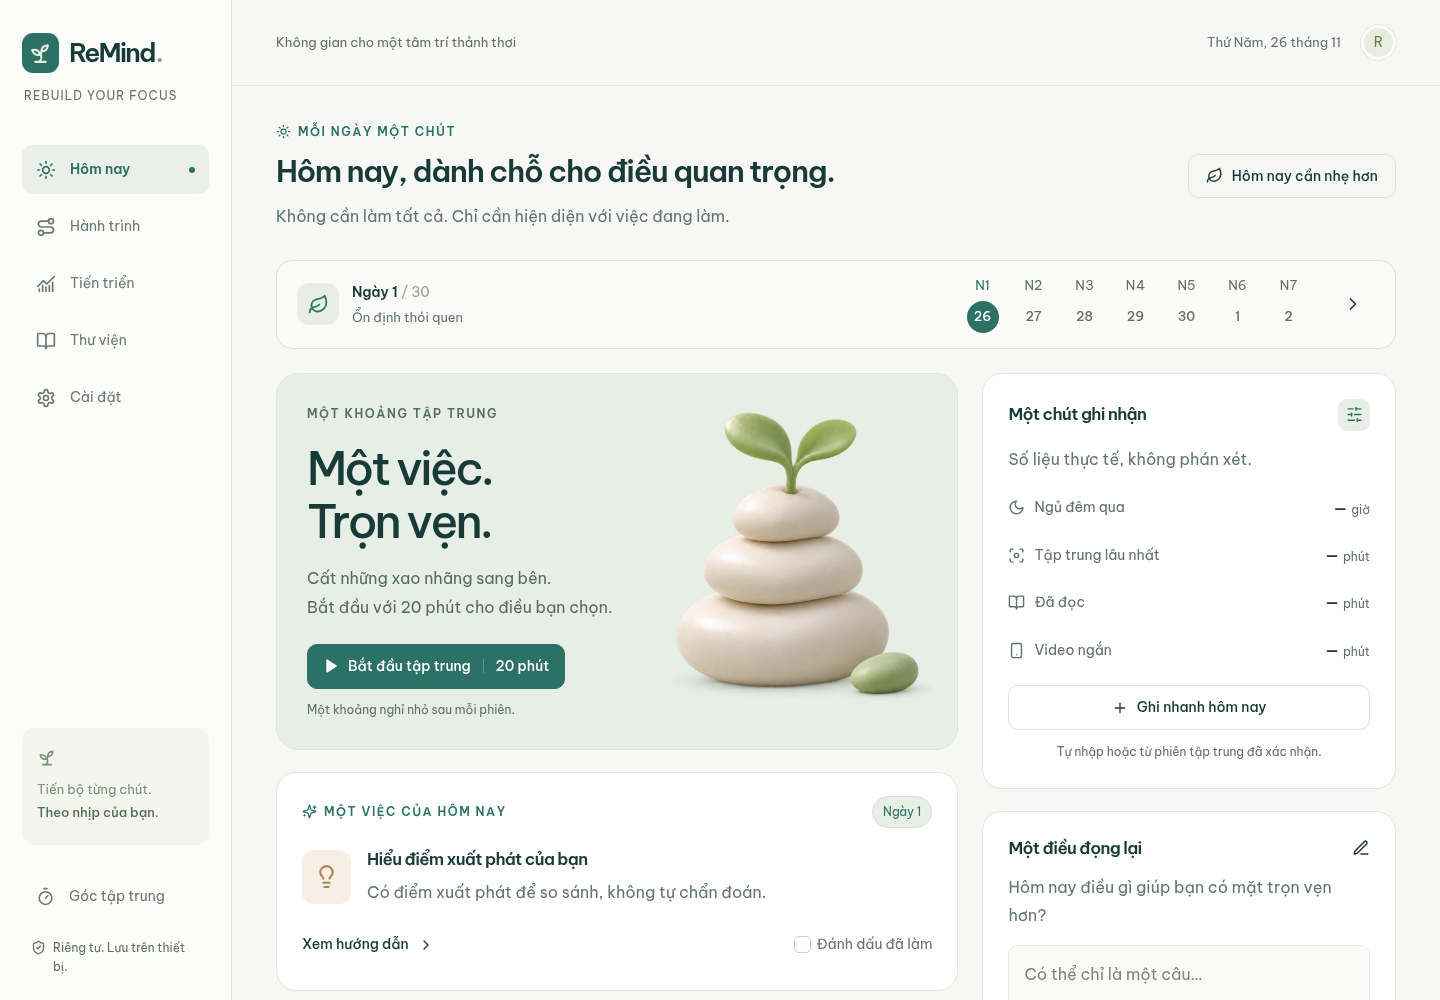 ReMind.
REBUILD YOUR FOCUS
Hôm nay
Hành trình
Tiến triển
Thư viện
Cài đặt
Tiến bộ từng chút.
Theo nhịp của bạn.
Góc tập trung
Riêng tư. Lưu trên thiết
bị.
Không gian cho một tâm trí thảnh thơi
Thứ Năm, 26 tháng 11
R
MỖI NGÀY MỘT CHÚT
Hôm nay, dành chỗ cho điều quan trọng.
Không cần làm tất cả. Chỉ cần hiện diện với việc đang làm.
Hôm nay cần nhẹ hơn
Ngày 1 / 30
Ổn định thói quen
N1 N2 N3 N4 N5 N6 N7
26 27 28 29 30 1 2
MỘT KHOẢNG TẬP TRUNG
Một việc.
Trọn vẹn.
Cất những xao nhãng sang bên.
Bắt đầu với 20 phút cho điều bạn chọn.
Bắt đầu tập trung 20 phút
Một khoảng nghỉ nhỏ sau mỗi phiên.
MỘT VIỆC CỦA HÔM NAY
Ngày 1
Hiểu điểm xuất phát của bạn
Có điểm xuất phát để so sánh, không tự chẩn đoán.
Xem hướng dẫn
Đánh dấu đã làm
Một chút ghi nhận
Số liệu thực tế, không phán xét.
Ngủ đêm qua – giờ
Tập trung lâu nhất – phút
Đã đọc – phút
Video ngắn – phút
Ghi nhanh hôm nay
Tự nhập hoặc từ phiên tập trung đã xác nhận.
Một điều đọng lại
Hôm nay điều gì giúp bạn có mặt trọn vẹn
hơn?
Có thể chỉ là một câu...